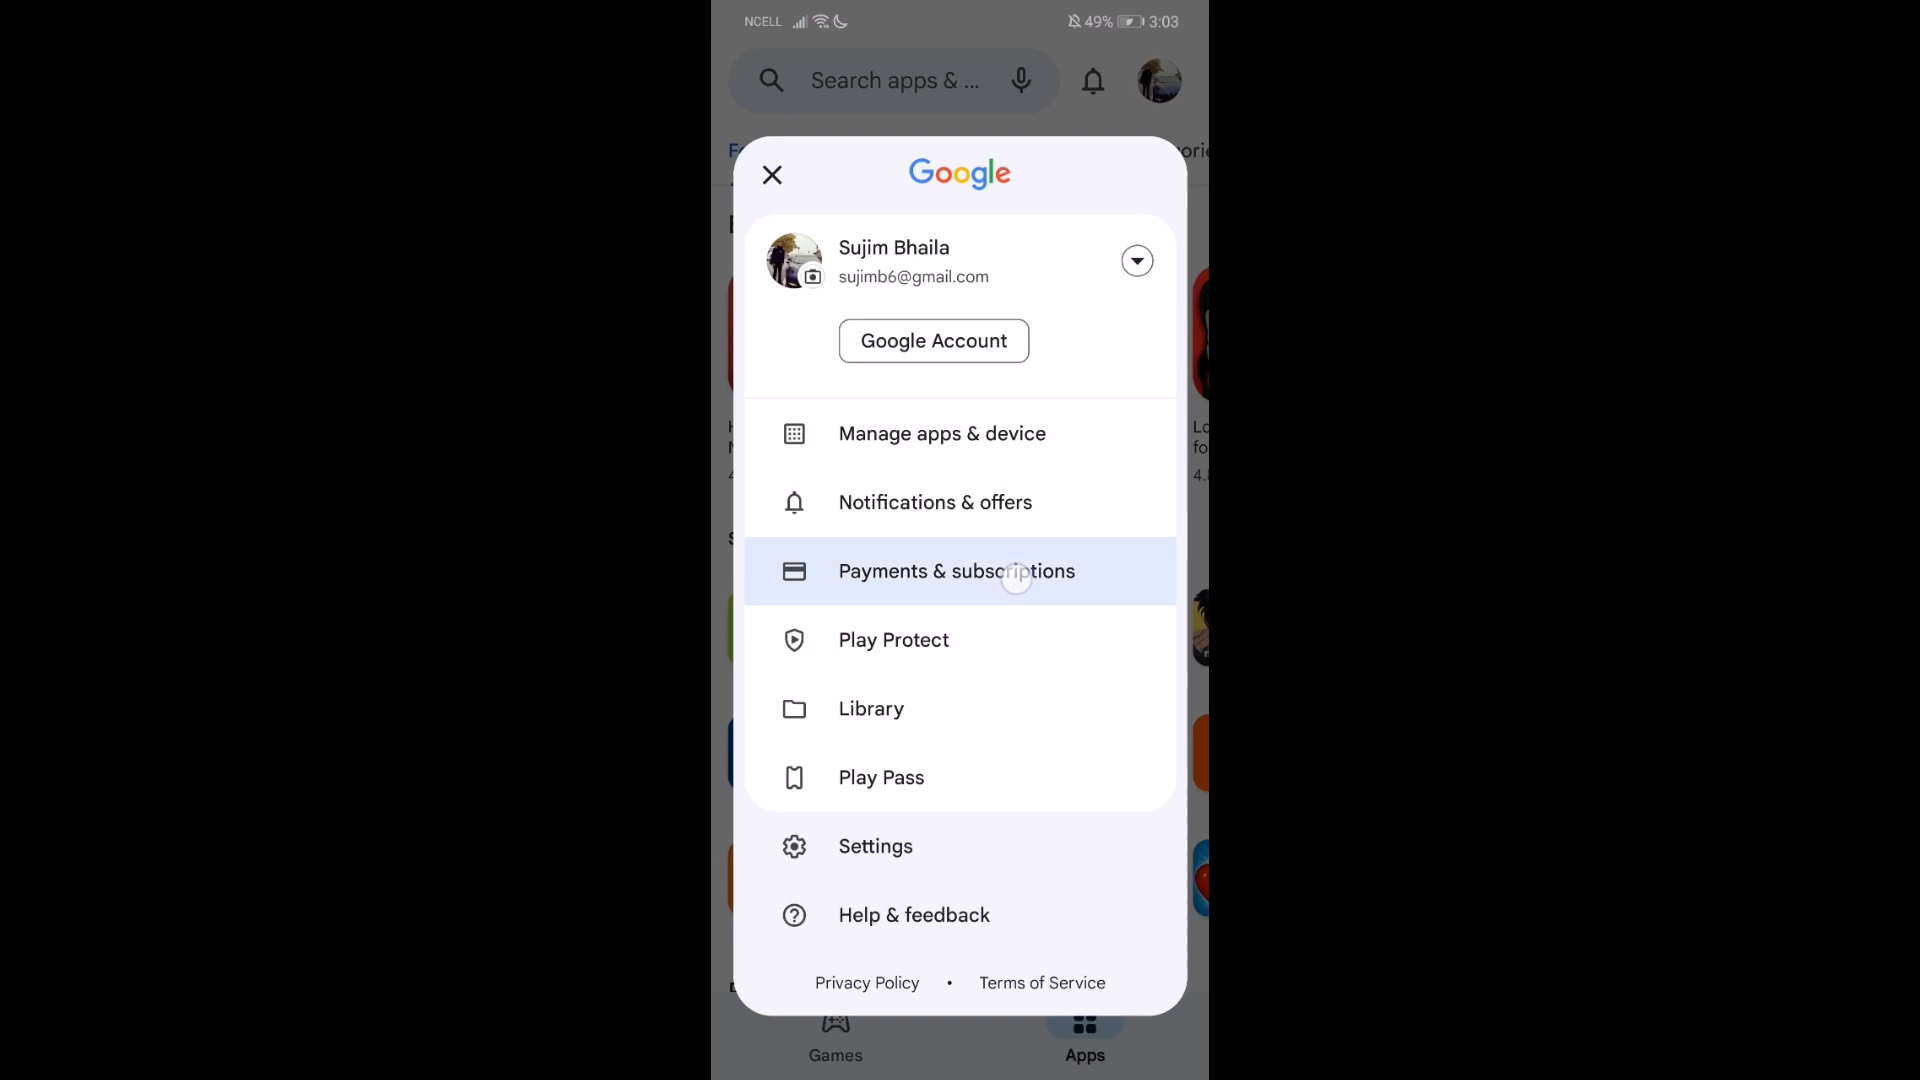 NCELL 49% 3:03
Search apps & ...
Google
Sujim Bhaila
sujimb6@gmail.com
Google Account
Manage apps & device
Notifications & offers
Payments & subscriptions
Play Protect
Library
Play Pass
Settings
Help & feedback
Privacy Policy • Terms of Service
Games Apps